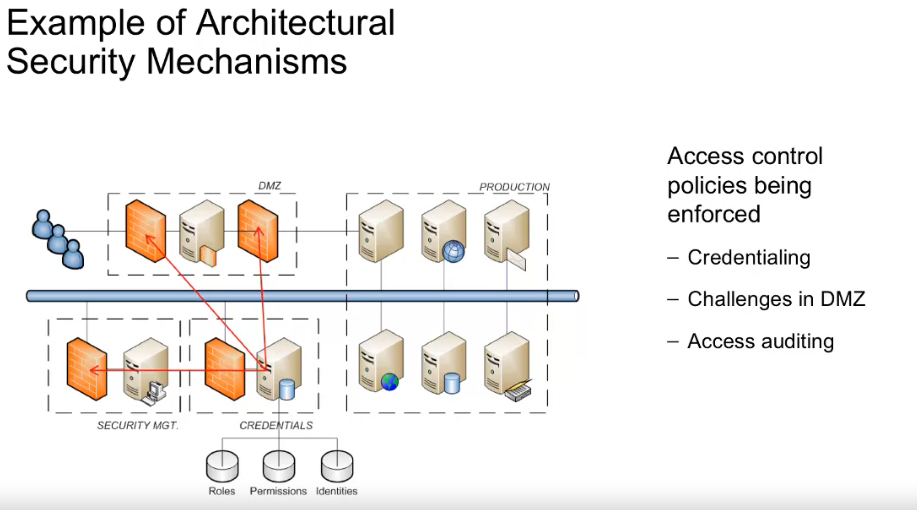 Example of Architectural
Security Mechanisms
DMZ
PRODUCTION
Access control
policies being
enforced
– Credentialing
– Challenges in DMZ
– Access auditing
SECURITY MGT.
CREDENTIALS
Roles
Permissions
Identities